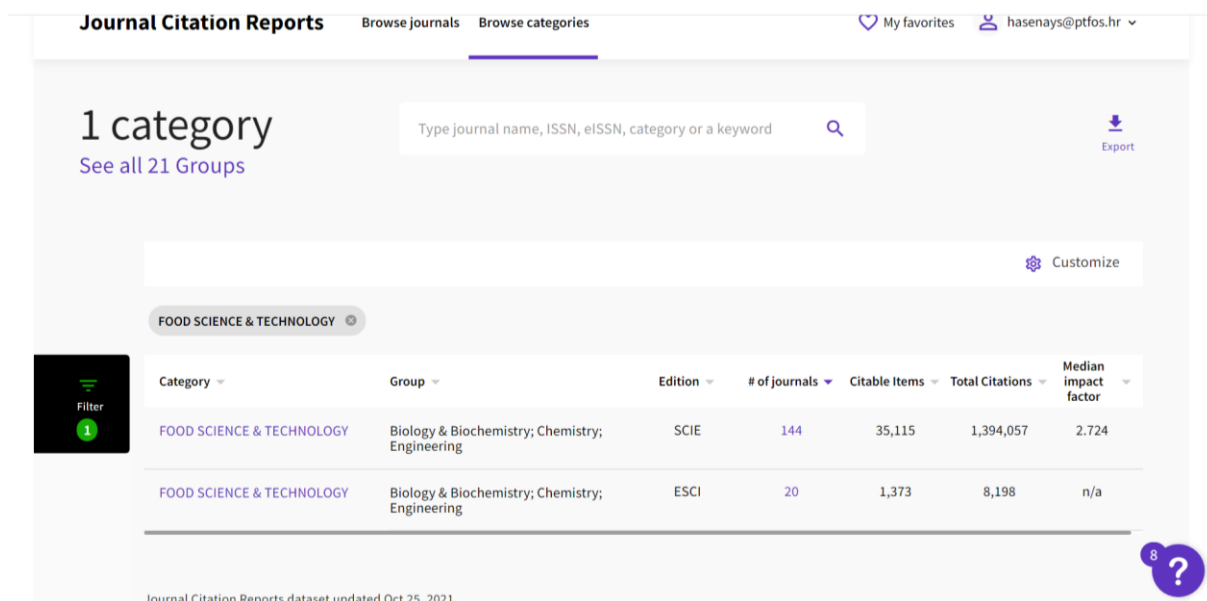 Journal Citation Reports Browse journals Browse categories My favorites hasenays@ptfos.hr
1 category
Type journal name, ISSN, eISSN, category or a keyword
Export
See all 21 Groups
Customize
FOOD SCIENCE & TECHNOLOGY
Filter
1
Category Group Edition # of journals Citable Items Total Citations Median impact factor
FOOD SCIENCE & TECHNOLOGY Biology & Biochemistry; Chemistry; SCIE 144 35,115 1,394,057 2.724
Engineering
FOOD SCIENCE & TECHNOLOGY Biology & Biochemistry; Chemistry; ESCI 20 1,373 8,198 n/a
Engineering
8
?
Journal Citation Reports dataset updated Oct 25, 2021